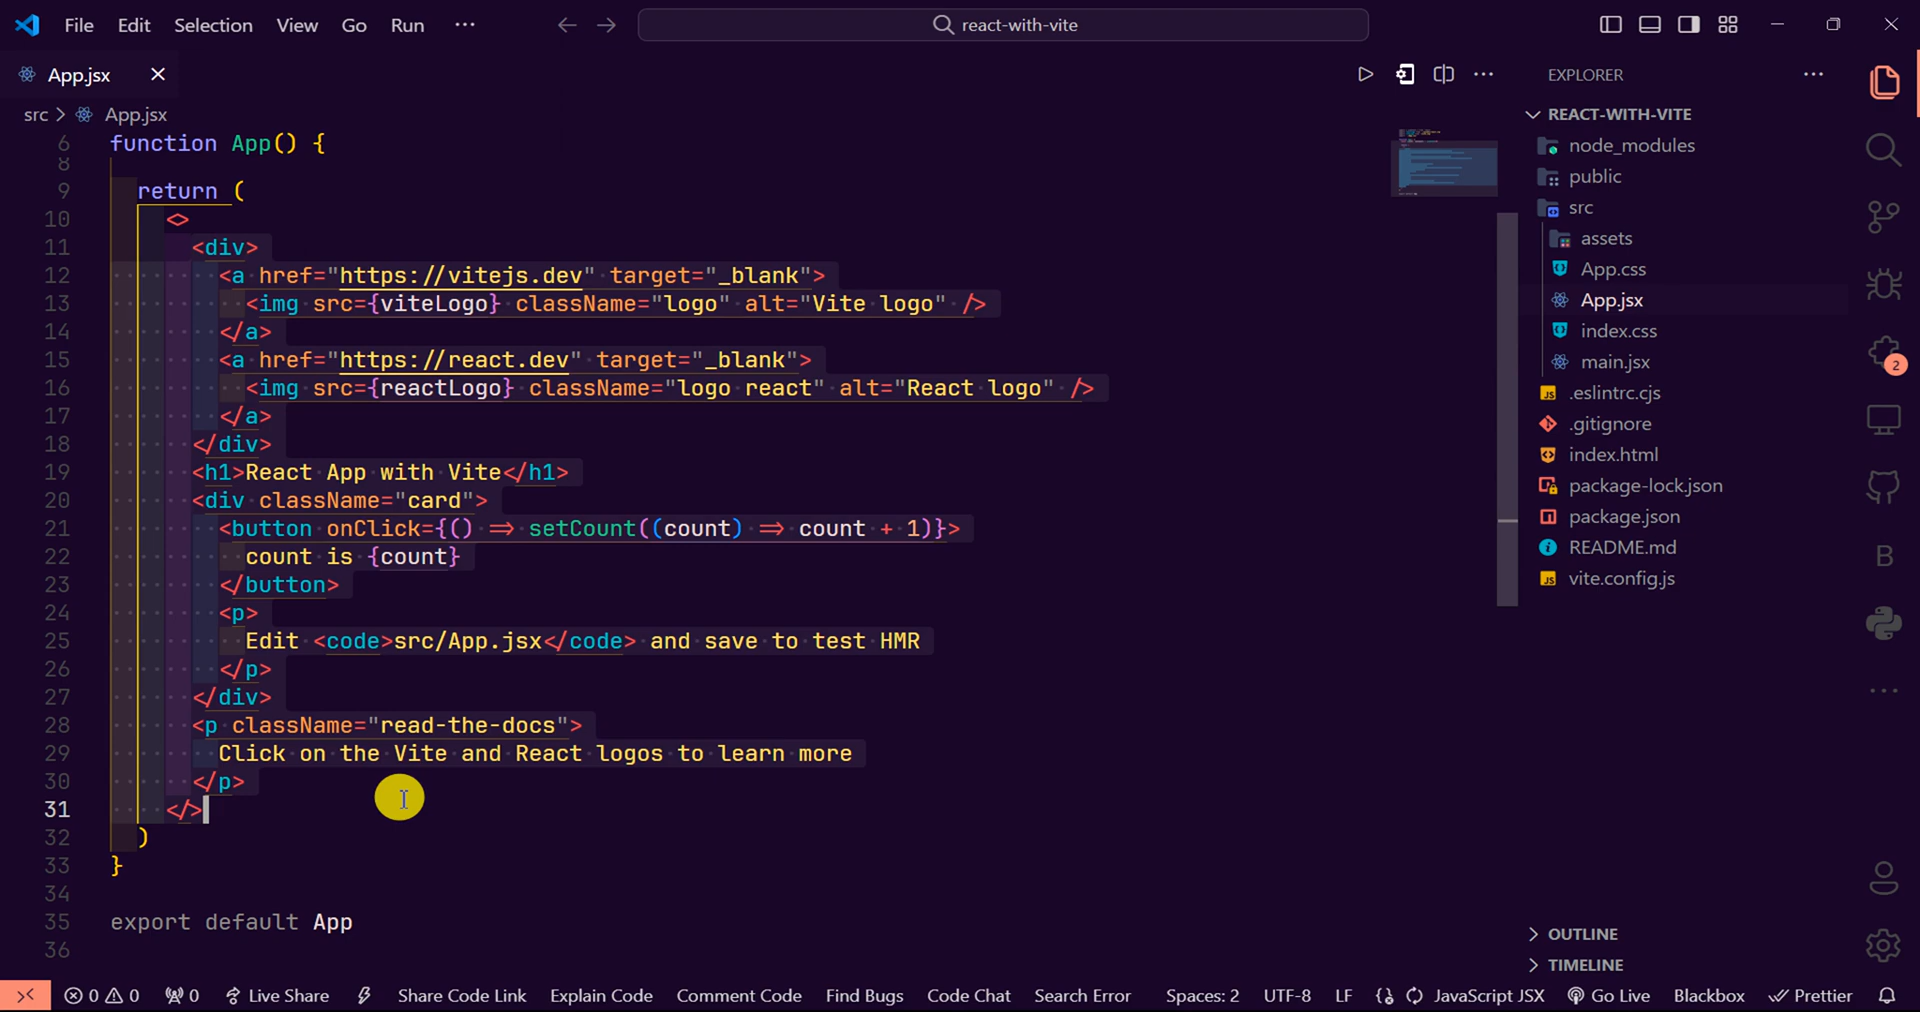 File Edit Selection View Go Run ··· ← → react-with-vite
App.jsx ×
src > App.jsx
6 function App() {
8
9 return (
10 <>
11 <div>
12 <a href="https://vitejs.dev" target="_blank">
13 <img src={viteLogo} className="logo" alt="Vite logo" />
14 </a>
15 <a href="https://react.dev" target="_blank">
16 <img src={reactLogo} className="logo react" alt="React logo" />
17 </a>
18 </div>
19 <h1>React App with Vite</h1>
20 <div className="card">
21 <button onClick={() => setCount((count) => count + 1)}>
22 count is {count}
23 </button>
24 <p>
25 Edit <code>src/App.jsx</code> and save to test HMR
26 </p>
27 </div>
28 <p className="read-the-docs">
29 Click on the Vite and React logos to learn more
30 </p>
31 </>
32 )
33 }
34
35 export default App
36
EXPLORER ···
REACT-WITH-VITE
node_modules
public
src
assets
App.css
App.jsx
index.css
main.jsx
.eslintrc.cjs
.gitignore
index.html
package-lock.json
package.json
README.md
vite.config.js
OUTLINE
TIMELINE
2
B
0 0 0 Live Share Share Code Link Explain Code Comment Code Find Bugs Code Chat Search Error Spaces: 2 UTF-8 LF JavaScript JSX Go Live Blackbox Prettier